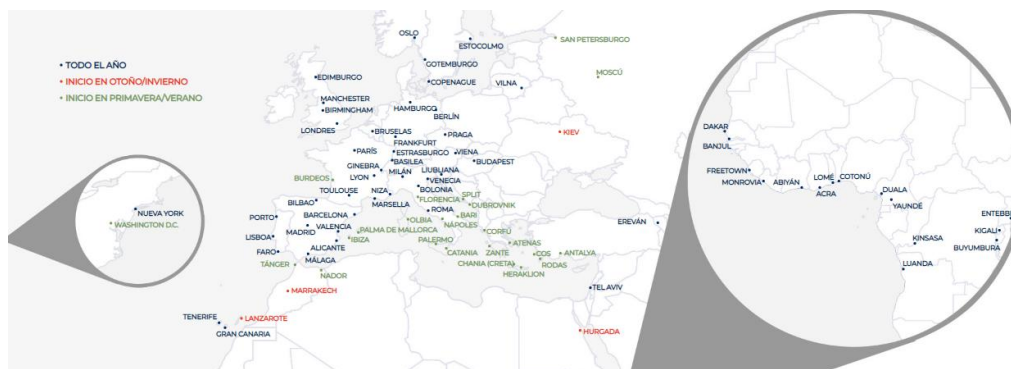 TODO EL AÑO
INICIO EN OTOÑO/INVIERNO
INICIO EN PRIMAVERA/VERANO
OSLO
ESTOCOLMO
SAN PETERSBURGO
GOTEMBURGO
MOSCÚ
EDIMBURGO
COPENAGUE
VILNA
MANCHESTER
BIRMINGHAM
HAMBURGO
BERLÍN
LONDRES
BRUSELAS
PRAGA
KIEV
FRANKFURT
PARÍS
ESTRASBURGO
VIENA
BASILEA
BUDAPEST
GINEBRA
MILÁN
LIUBLIANA
LYON
VENECIA
BURDEOS
BOLONIA
TOULOUSE
NIZA
FLORENCIA
SPLIT
BILBAO
MARSELLA
DUBROVNIK
ROMA
BARCELONA
BARI
OPORTO
OLBIA
NÁPOLES
EREVÁN
MADRID
VALENCIA
PALMA DE MALLORCA
CORFÚ
LISBOA
IBIZA
PALERMO
ATENAS
ALICANTE
CATANIA
ZANTE
COS
ANTALYA
FARO
MÁLAGA
CHANIA (CRETA)
RODAS
TÁNGER
NADOR
HERAKLION
MARRAKECH
TEL AVIV
LANZAROTE
TENERIFE
GRAN CANARIA
HURGADA
NUEVA YORK
WASHINGTON D.C.
DAKAR
BANJUL
FREETOWN
MONROVIA
ABIYÁN
LOMÉ
COTONÚ
ACRA
DUALA
YAUNDÉ
ENTEBBE
KIGALI
KINSASA
BUYUMBURA
LUANDA